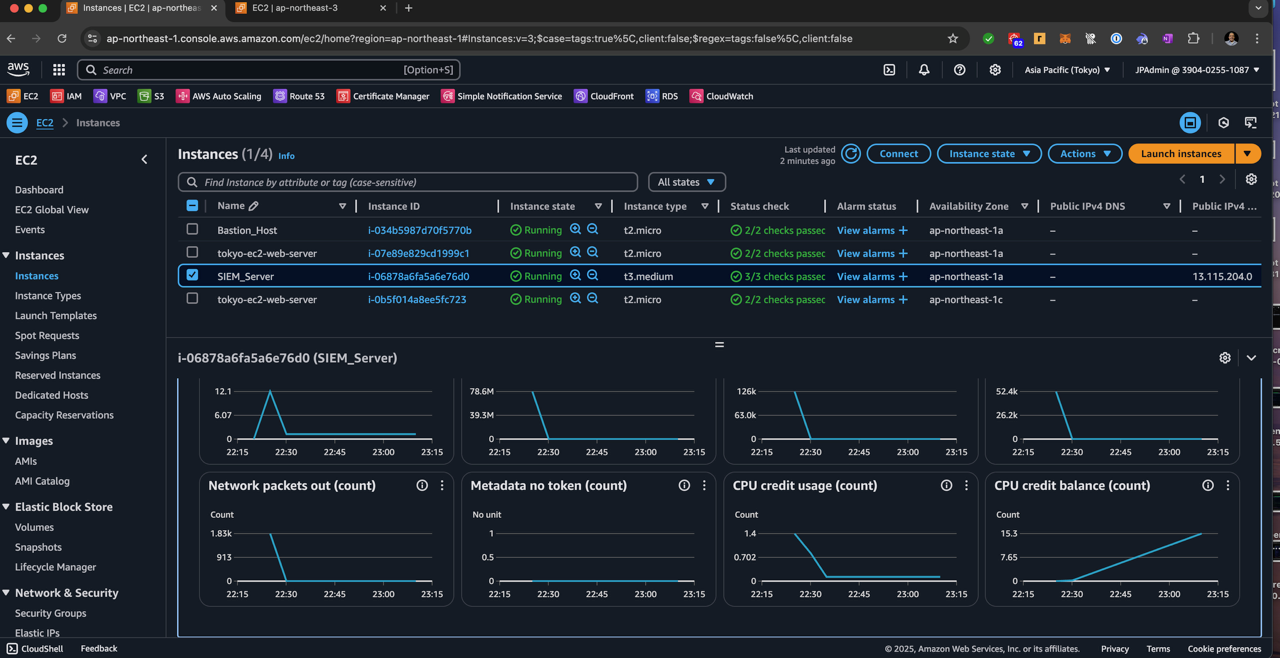 Instances | EC2 | ap-northeas
EC2 | ap-northeast-3
ap-northeast-1.console.aws.amazon.com/ec2/home?region=ap-northeast-1#Instances:v=3;$case=tags:true%5C,client:false;$regex=tags:false%5C,client:false
62
aws
Search
[Option+S]
Asia Pacific (Tokyo)
JPAdmin @ 3904-0255-1087
EC2
IAM
VPC
S3
AWS Auto Scaling
Route 53
Certificate Manager
Simple Notification Service
CloudFront
RDS
CloudWatch
EC2
Instances
EC2
Dashboard
EC2 Global View
Events
Instances
Instances
Instance Types
Launch Templates
Spot Requests
Savings Plans
Reserved Instances
Dedicated Hosts
Capacity Reservations
Images
AMIs
AMI Catalog
Elastic Block Store
Volumes
Snapshots
Lifecycle Manager
Network & Security
Security Groups
Elastic IPs
Instances (1/4) Info
Last updated
2 minutes ago
Connect
Instance state
Actions
Launch instances
Find Instance by attribute or tag (case-sensitive)
All states
1
Name Instance ID Instance state Instance type Status check Alarm status Availability Zone Public IPv4 DNS Public IPv4 ...
Bastion_Host i-034b5987d70f5770b Running t2.micro 2/2 checks passec View alarms + ap-northeast-1a – –
tokyo-ec2-web-server i-07e89e829cd1999c1 Running t2.micro 2/2 checks passec View alarms + ap-northeast-1a – –
SIEM_Server i-06878a6fa5a6e76d0 Running t3.medium 3/3 checks passec View alarms + ap-northeast-1a – 13.115.204.0
tokyo-ec2-web-server i-0b5f014a8ee5fc723 Running t2.micro 2/2 checks passec View alarms + ap-northeast-1c – –
i-06878a6fa5a6e76d0 (SIEM_Server)
12.1
6.07
0
22:15 22:30 22:45 23:00 23:15
78.6M
39.3M
0
22:15 22:30 22:45 23:00 23:15
126k
63.0k
0
22:15 22:30 22:45 23:00 23:15
52.4k
26.2k
0
22:15 22:30 22:45 23:00 23:15
Network packets out (count)
Count
1.83k
913
0
22:15 22:30 22:45 23:00 23:15
Metadata no token (count)
No unit
1
0.5
0
22:15 22:30 22:45 23:00 23:15
CPU credit usage (count)
Count
1.4
0.702
0
22:15 22:30 22:45 23:00 23:15
CPU credit balance (count)
Count
15.3
7.65
0
22:15 22:30 22:45 23:00 23:15
CloudShell
Feedback
© 2025, Amazon Web Services, Inc. or its affiliates.
Privacy
Terms
Cookie preferences